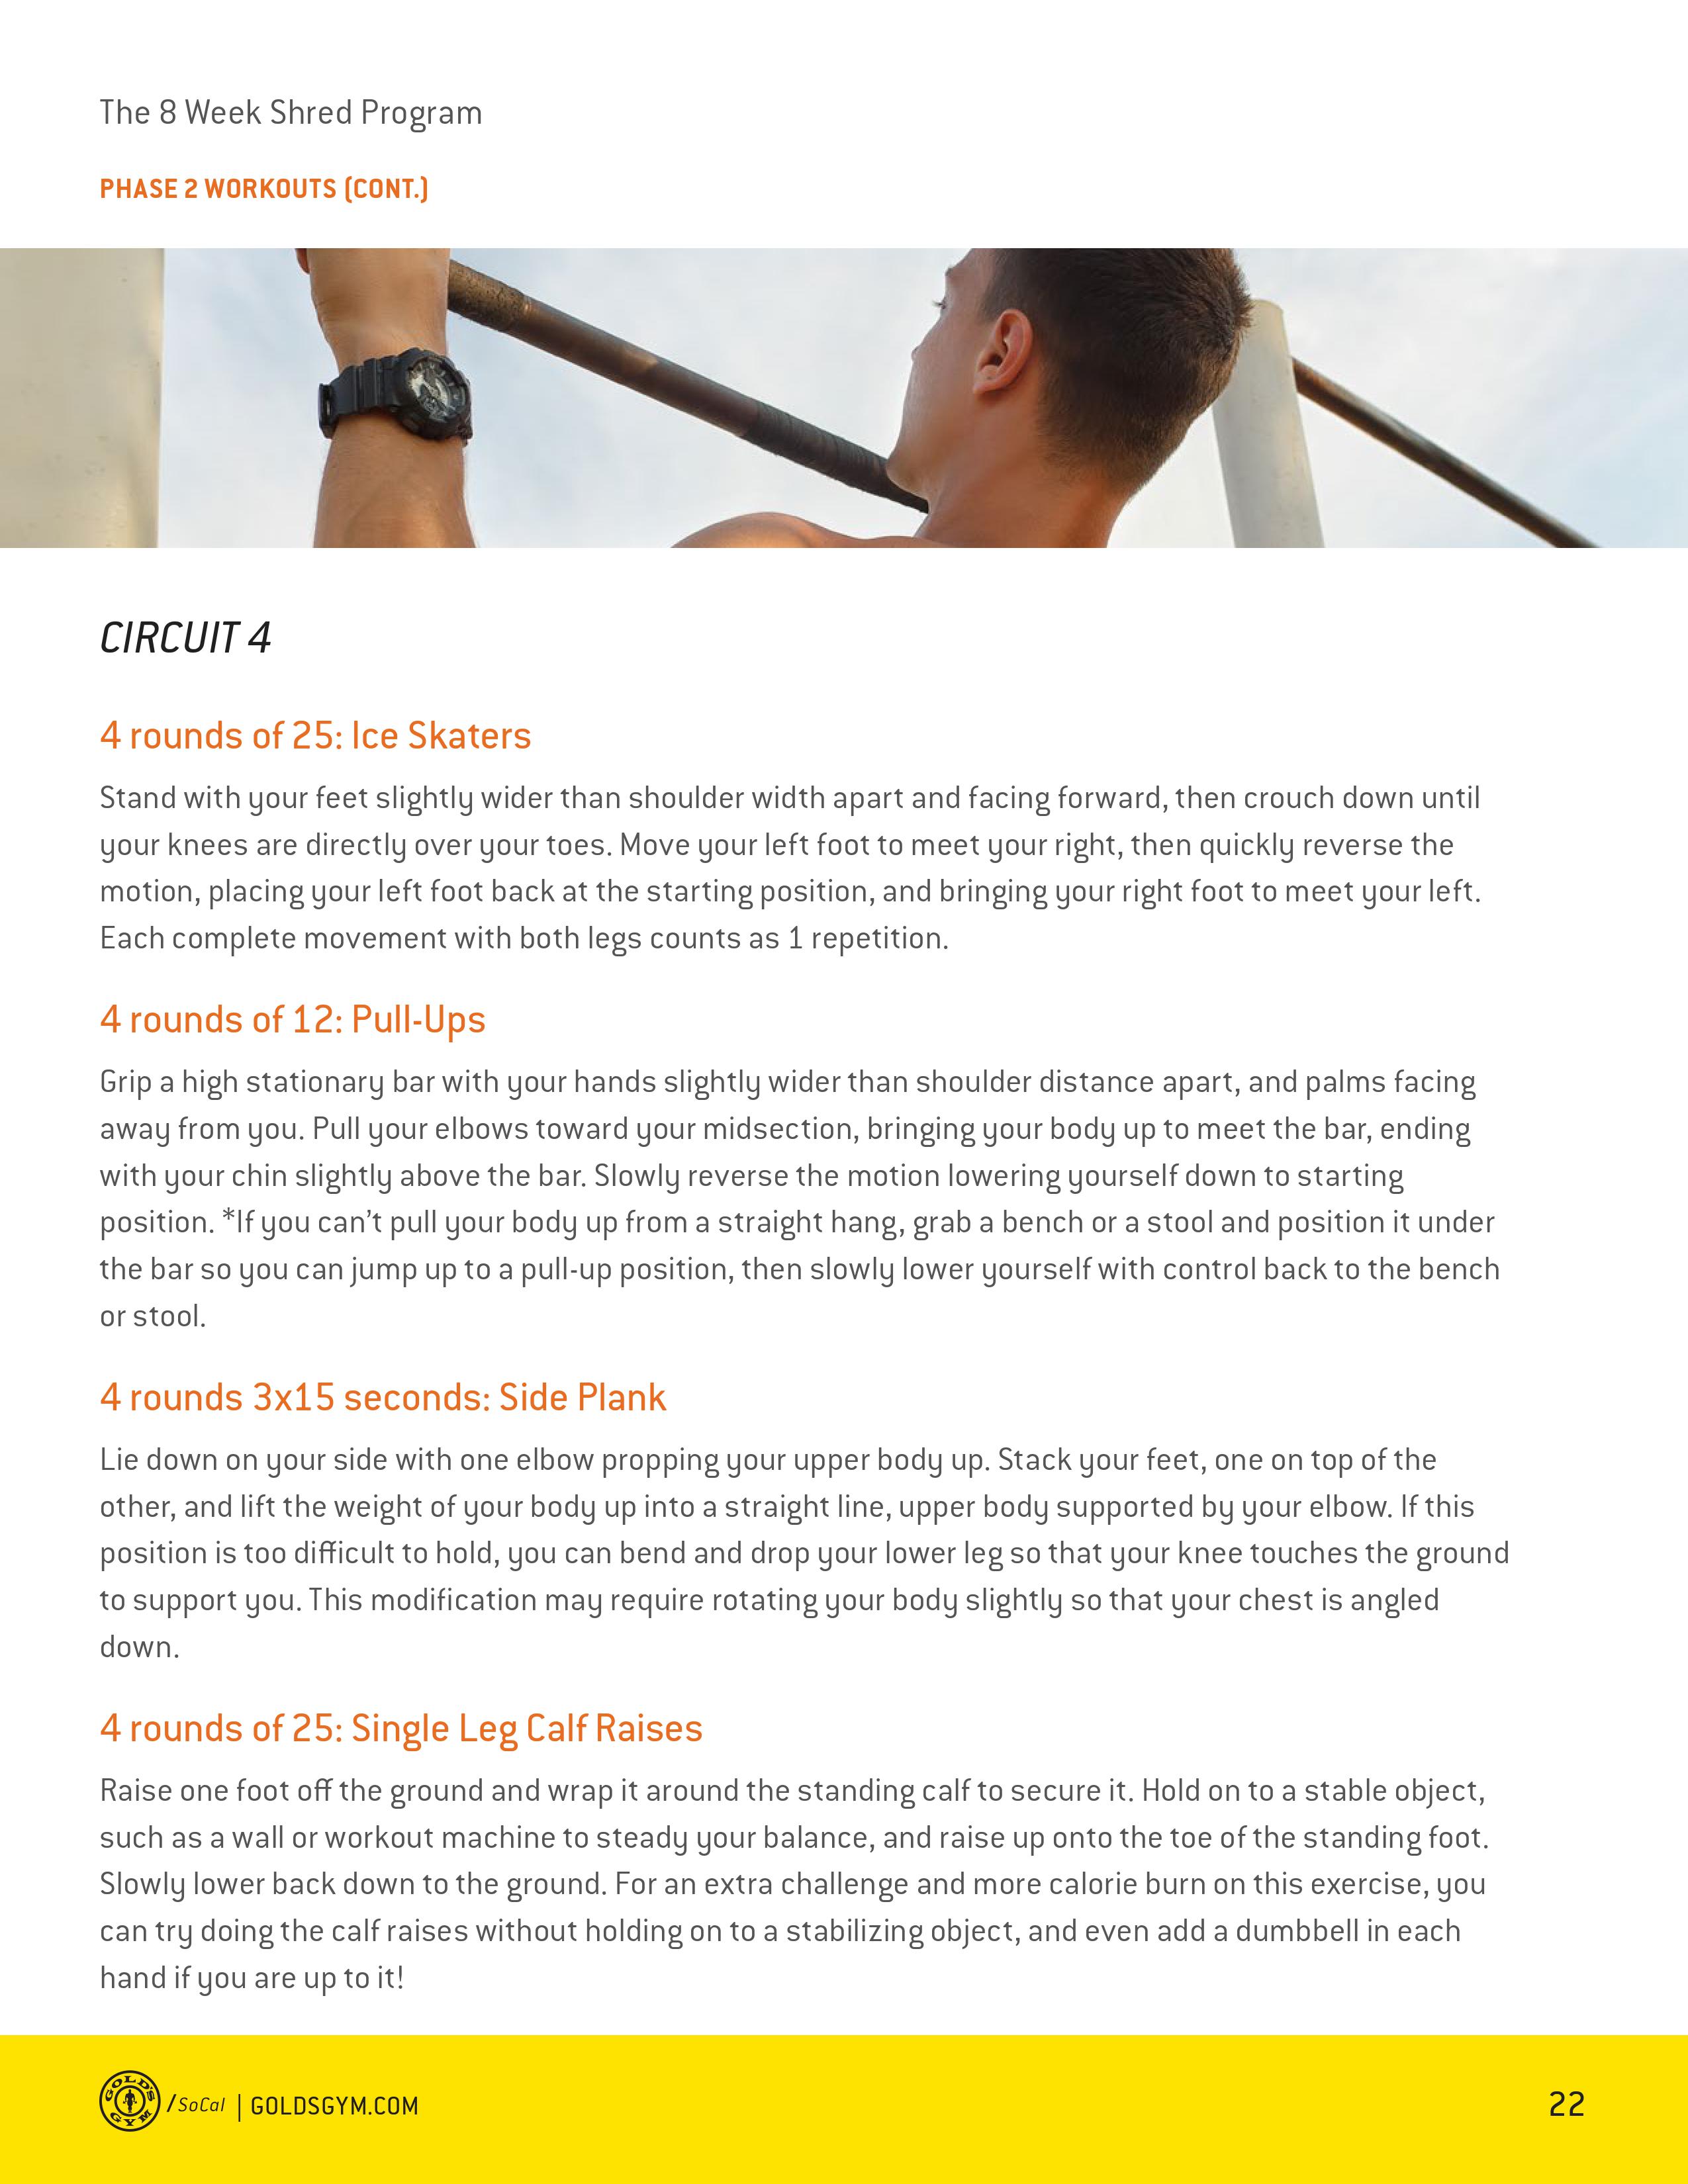 The 8 Week Shred Program
PHASE 2 WORKOUTS (CONT.)
CIRCUIT 4
4 rounds of 25: Ice Skaters
Stand with your feet slightly wider than shoulder width apart and facing forward, then crouch down until
your knees are directly over your toes. Move your left foot to meet your right, then quickly reverse the
motion, placing your left foot back at the starting position, and bringing your right foot to meet your left.
Each complete movement with both legs counts as 1 repetition.
4 rounds of 12: Pull-Ups
Grip a high stationary bar with your hands slightly wider than shoulder distance apart, and palms facing
away from you. Pull your elbows toward your midsection, bringing your body up to meet the bar, ending
with your chin slightly above the bar. Slowly reverse the motion lowering yourself down to starting
position. *If you can’t pull your body up from a straight hang, grab a bench or a stool and position it under
the bar so you can jump up to a pull-up position, then slowly lower yourself with control back to the bench
or stool.
4 rounds 3x15 seconds: Side Plank
Lie down on your side with one elbow propping your upper body up. Stack your feet, one on top of the
other, and lift the weight of your body up into a straight line, upper body supported by your elbow. If this
position is too difficult to hold, you can bend and drop your lower leg so that your knee touches the ground
to support you. This modification may require rotating your body slightly so that your chest is angled
down.
4 rounds of 25: Single Leg Calf Raises
Raise one foot off the ground and wrap it around the standing calf to secure it. Hold on to a stable object,
such as a wall or workout machine to steady your balance, and raise up onto the toe of the standing foot.
Slowly lower back down to the ground. For an extra challenge and more calorie burn on this exercise, you
can try doing the calf raises without holding on to a stabilizing object, and even add a dumbbell in each
hand if you are up to it!
GOLD'S GYM /SoCal | GOLDSGYM.COM
22